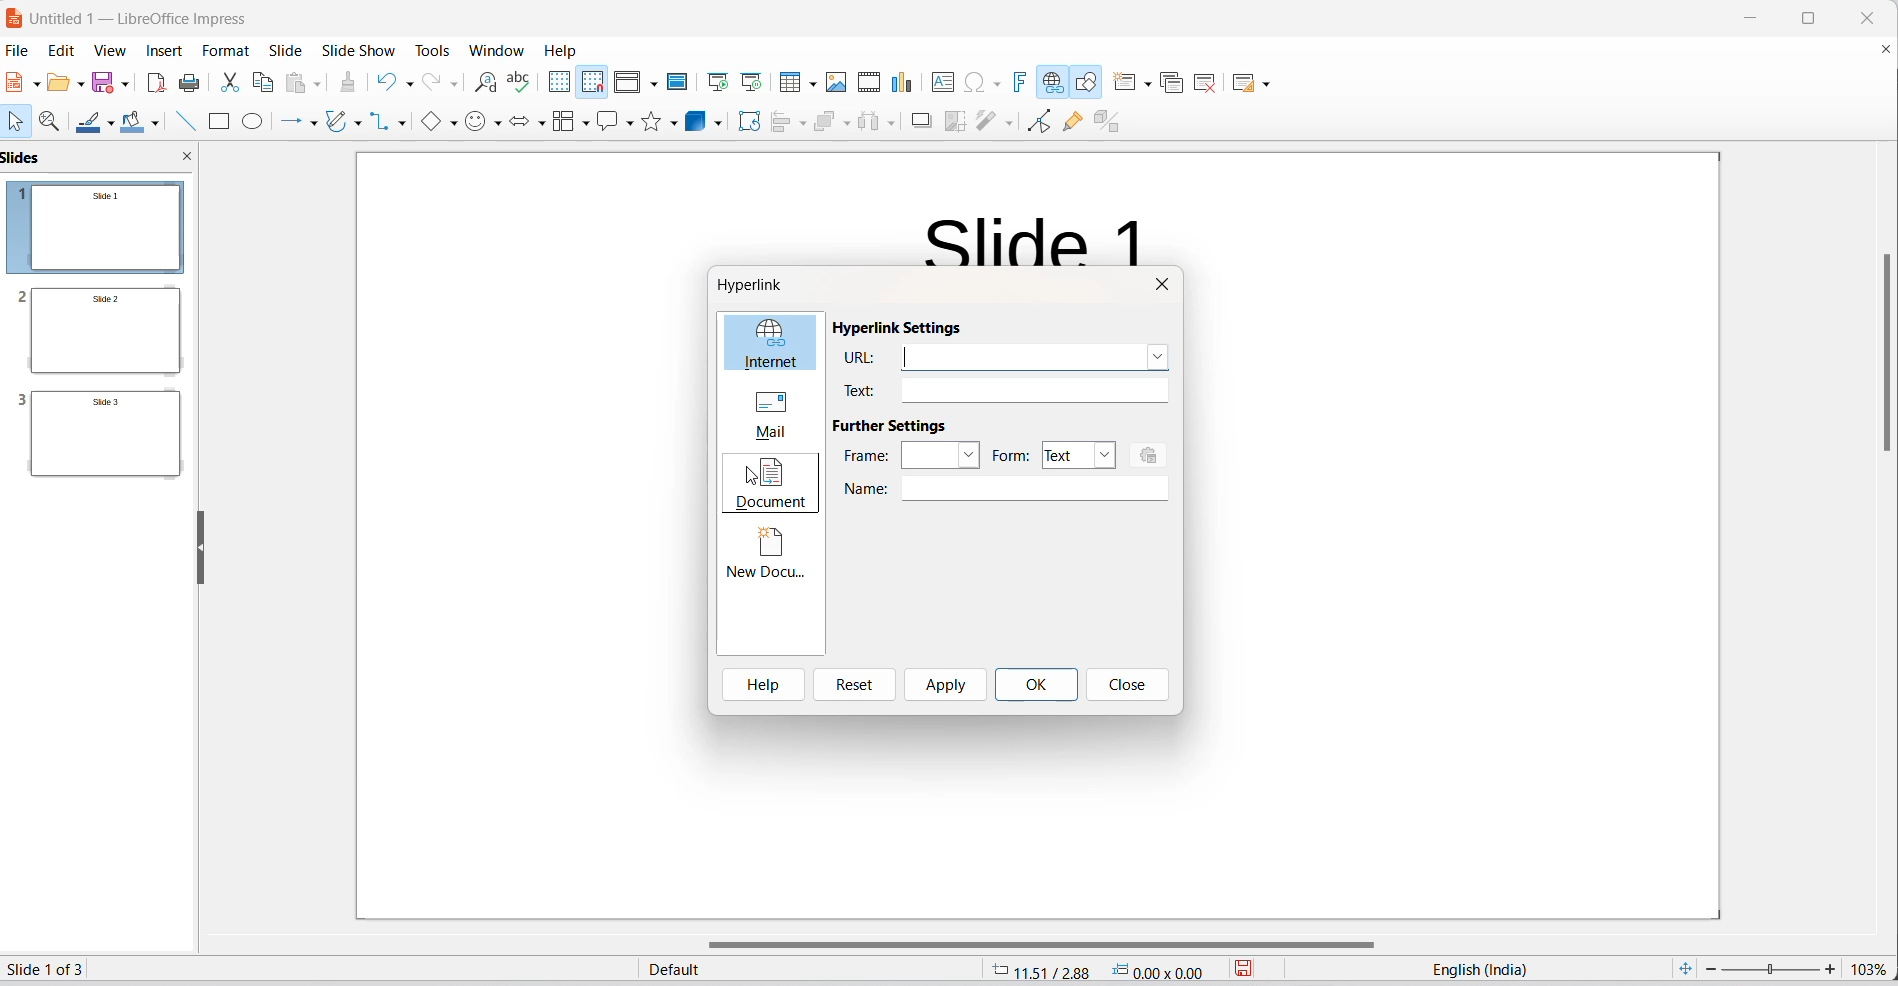 Untitled 1 — LibreOffice Impress
File Edit View Insert Format Slide Slide Show Tools Window Help
Slides
1
Slide 1
2
Slide 2
3
Slide 3
Slide 1
Hyperlink
Internet
Mail
Document
New Docu...
Hyperlink Settings
URL:
Text:
Further Settings
Frame: Form: Text
Name:
Help Reset Apply OK Close
Slide 1 of 3 Default 11.51 / 2.88 0.00 x 0.00 English (India) 103%